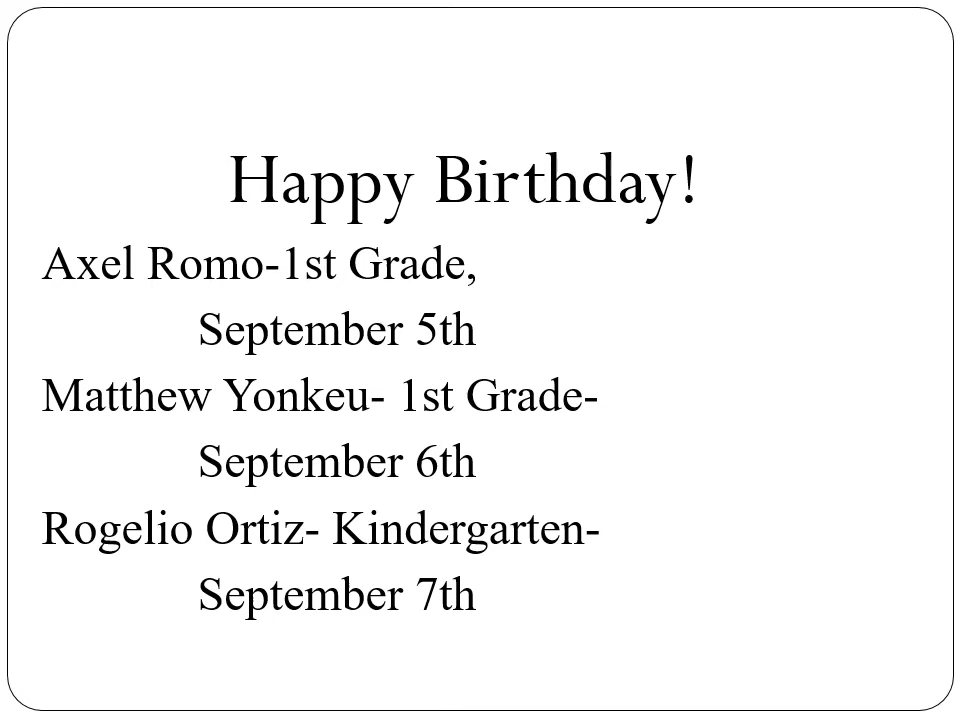 Happy Birthday!
Axel Romo-1st Grade,
September 5th
Matthew Yonkeu- 1st Grade-
September 6th
Rogelio Ortiz- Kindergarten-
September 7th